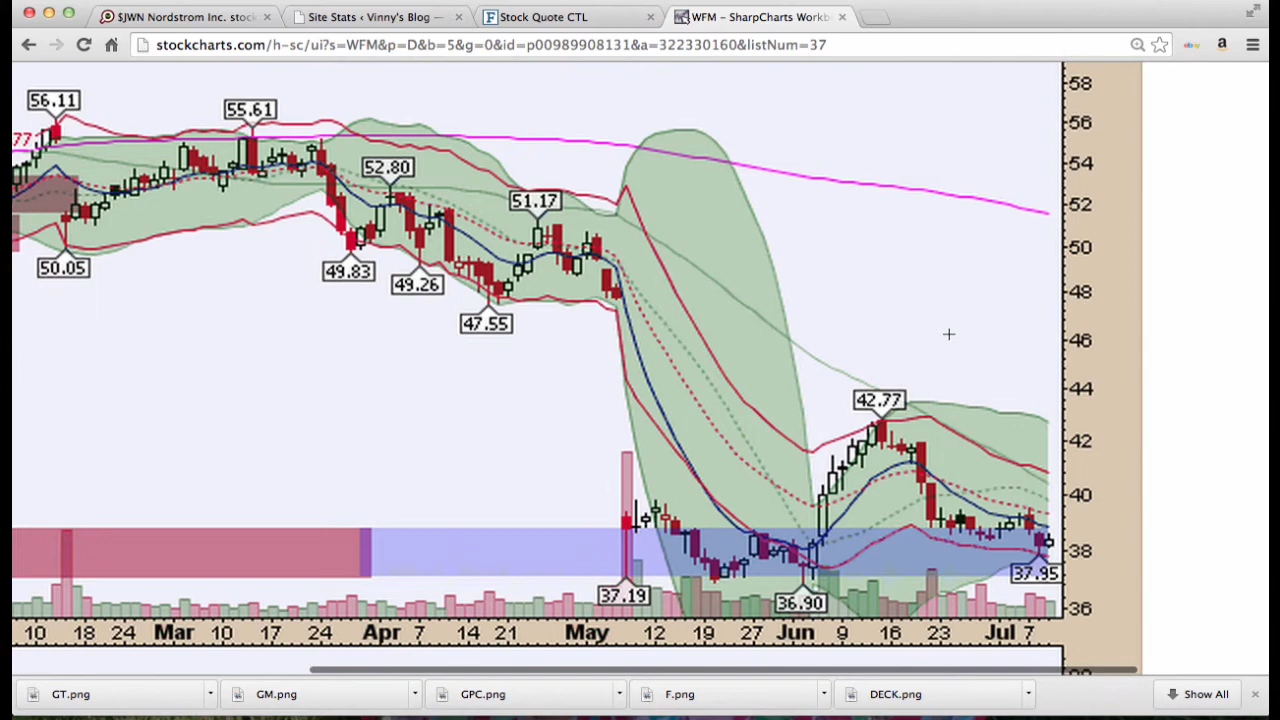 $JWN Nordstrom Inc. stoc
Site Stats ‹ Vinny's Blog —
Stock Quote CTL
WFM – SharpCharts Workb
stockcharts.com/h-sc/ui?s=WFM&p=D&b=5&g=0&id=p00989908131&a=322330160&listNum=37
58
56.11
55.61
56
77
54
52.80
52
51.17
50
50.05
49.83
49.26
48
47.55
46
44
42.77
42
40
38
37.95
37.19
36.90
36
10 18 24 Mar 10 17 24 Apr 7 14 21 May 12 19 27 Jun 9 16 23 Jul 7
GT.png
GM.png
GPC.png
F.png
DECK.png
Show All